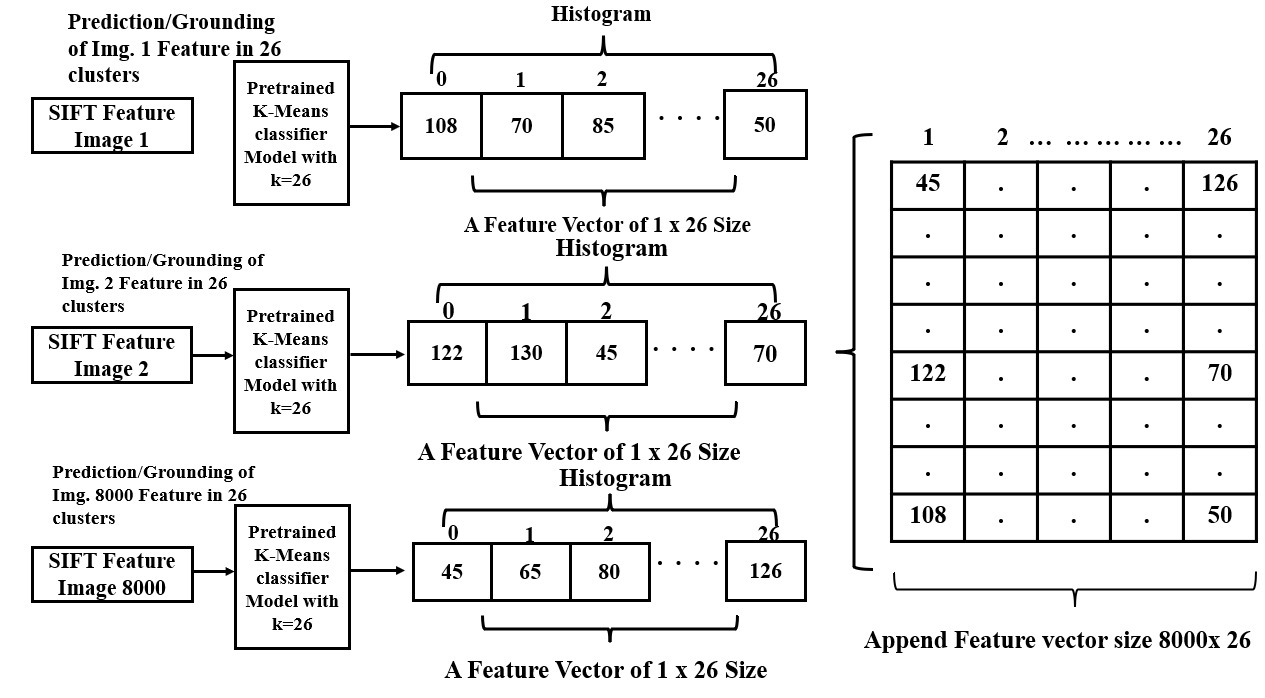 Prediction/Grounding
of Img. 1 Feature in 26
clusters
SIFT Feature
Image 1
Pretrained
K-Means
classifier
Model with
k=26
Histogram
0 1 2 26
108 70 85 . . . . 50
A Feature Vector of 1 x 26 Size
Prediction/Grounding of
Img. 2 Feature in 26
clusters
SIFT Feature
Image 2
Pretrained
K-Means
classifier
Model with
k=26
Histogram
0 1 2 26
122 130 45 . . . . 70
A Feature Vector of 1 x 26 Size
Prediction/Grounding of
Img. 8000 Feature in 26
clusters
SIFT Feature
Image 8000
Pretrained
K-Means
classifier
Model with
k=26
Histogram
0 1 2 26
45 65 80 . . . . 126
A Feature Vector of 1 x 26 Size
1 2 … … … … … 26
45 . . . 126
. . . . .
. . . . .
. . . . .
122 . . . 70
. . . . .
. . . . .
108 . . . 50
Append Feature vector size 8000x 26